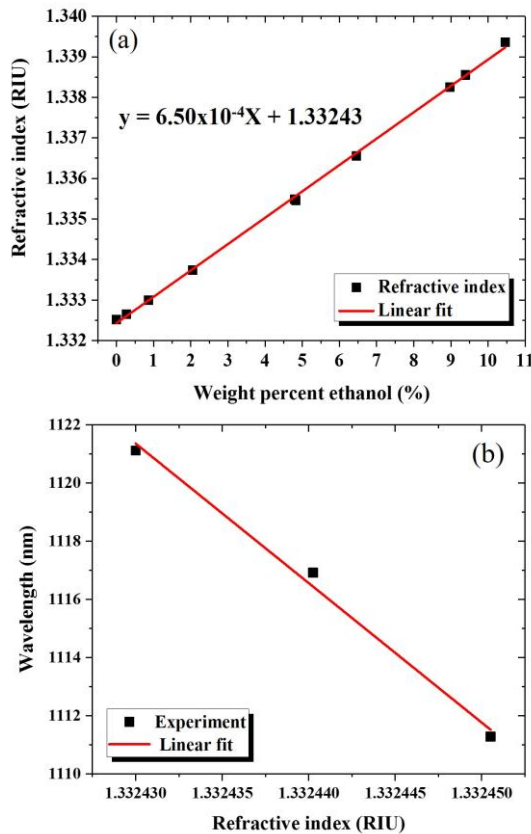 (a)
1.340
1.339
1.338
1.337
1.336
1.335
1.334
1.333
1.332
Refractive index (RIU)
y = 6.50x10-4X + 1.33243
Refractive index
Linear fit
0 1 2 3 4 5 6 7 8 9 10 11
Weight percent ethanol (%)
(b)
1122
1120
1118
1116
1114
1112
1110
Wavelength (nm)
Experiment
Linear fit
1.332430 1.332435 1.332440 1.332445 1.332450
Refractive index (RIU)